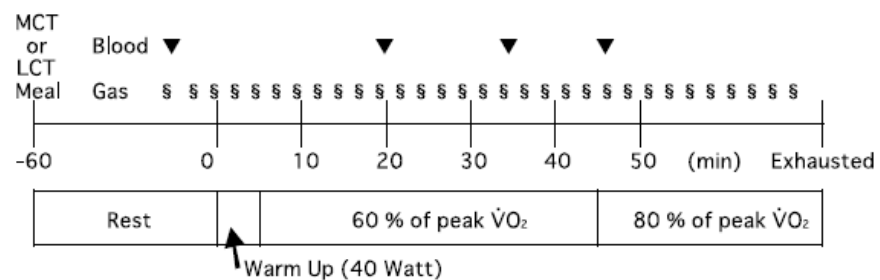 MCT
or Blood ▼ ▼ ▼ ▼
LCT
Meal Gas § § § § § § § § § § § § § § § § § § § § § § § § § § § § § § §
-60 0 10 20 30 40 50 (min) Exhausted
Rest 60 % of peak V̇O₂ 80 % of peak V̇O₂
Warm Up (40 Watt)